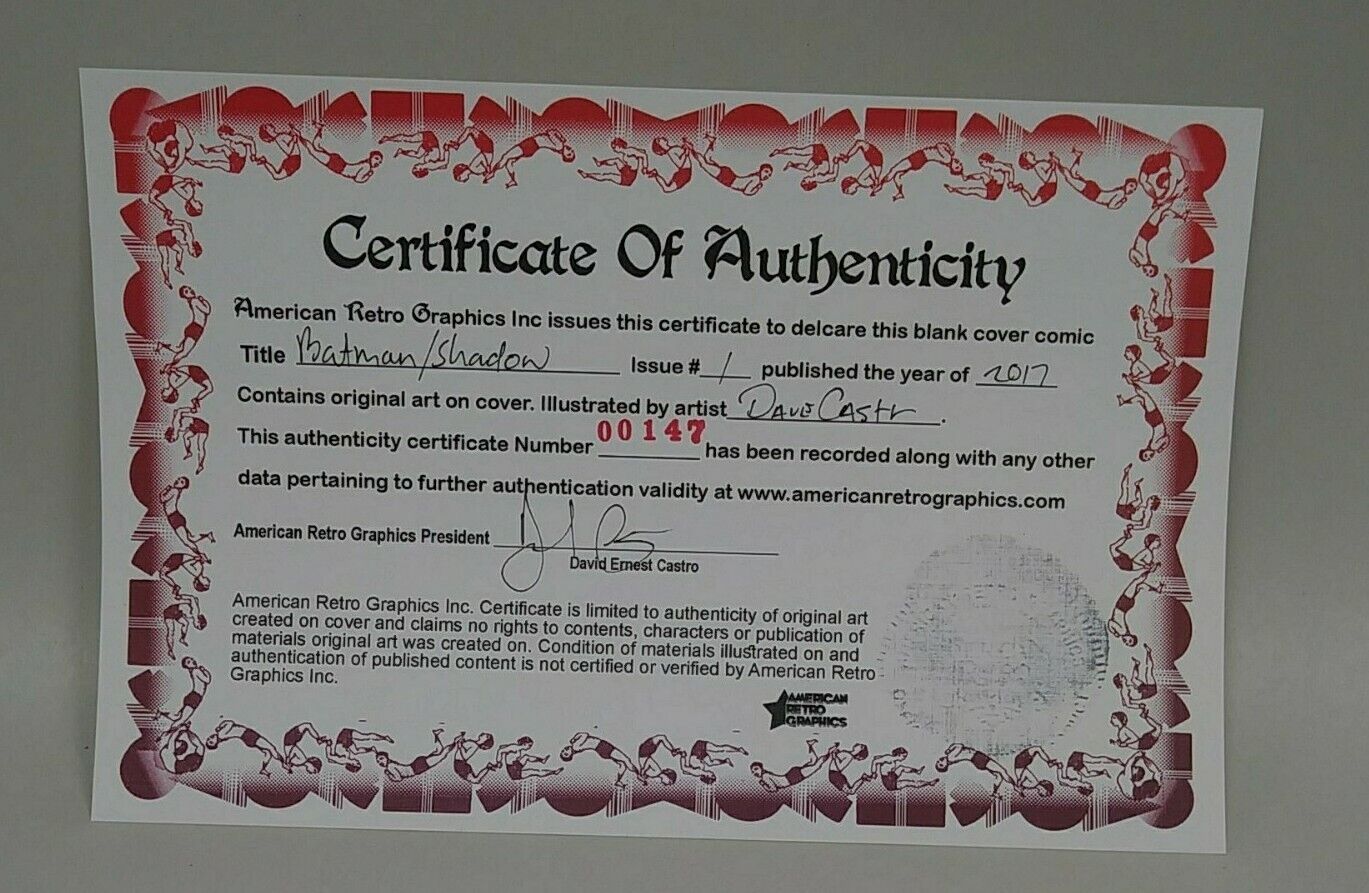 Certificate Of Authenticity
American Retro Graphics Inc issues this certificate to delcare this blank cover comic
Title Batman/Shadow Issue # 1 published the year of 2017
Contains original art on cover. Illustrated by artist Dave Castr.
This authenticity certificate Number 00147 has been recorded along with any other
data pertaining to further authentication validity at www.americanretrographics.com
American Retro Graphics President
David Ernest Castro
American Retro Graphics Inc. Certificate is limited to authenticity of original art
created on cover and claims no rights to contents, characters or publication of
materials original art was created on. Condition of materials illustrated on and
authentication of published content is not certified or verified by American Retro
Graphics Inc.
AMERICAN
RETRO
GRAPHICS